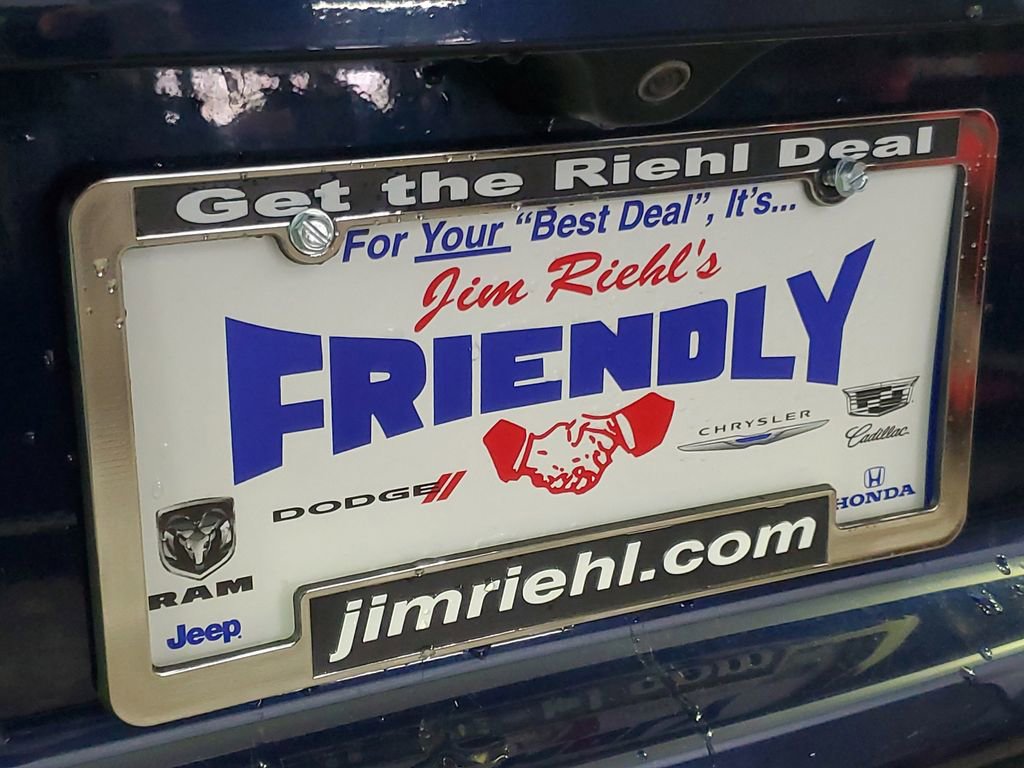 Get the Riehl Deal
For Your "Best Deal", It's...
Jim Riehl's
FRIENDLY
DODGE
CHRYSLER
Cadillac
HONDA
RAM
Jeep
jimriehl.com